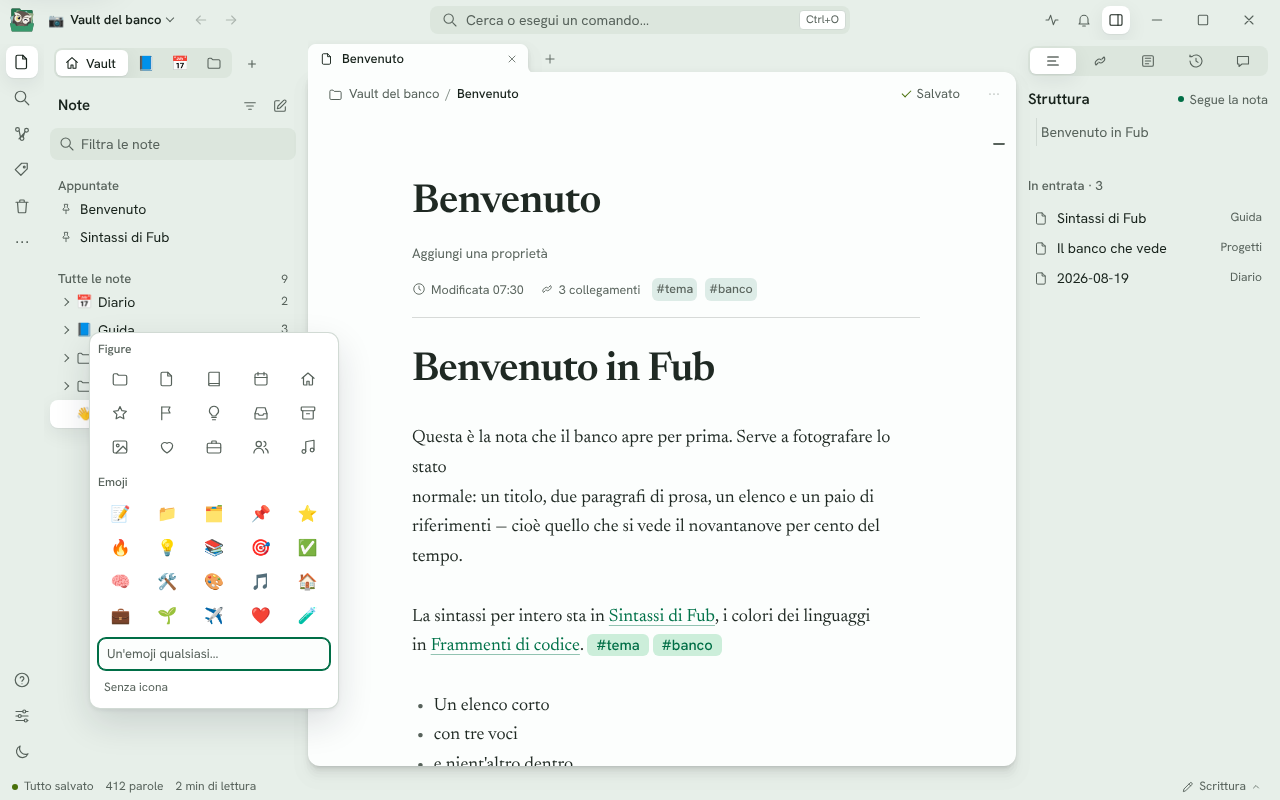 Vault del banco
Cerca o esegui un comando...
Ctrl+O
Vault
Note
Filtra le note
Appuntate
Benvenuto
Sintassi di Fub
Tutte le note 9
Diario 2
Guida 3
Figure
Emoji
Un'emoji qualsiasi...
Senza icona
Benvenuto
Vault del banco / Benvenuto
Salvato
Benvenuto
Aggiungi una proprietà
Modificata 07:30 3 collegamenti #tema #banco
Benvenuto in Fub
Questa è la nota che il banco apre per prima. Serve a fotografare lo
stato
normale: un titolo, due paragrafi di prosa, un elenco e un paio di
riferimenti — cioè quello che si vede il novantanove per cento del
tempo.
La sintassi per intero sta in Sintassi di Fub, i colori dei linguaggi
in Frammenti di codice. #tema #banco
• Un elenco corto
• con tre voci
• e nient'altro dentro
Struttura
Segue la nota
Benvenuto in Fub
In entrata · 3
Sintassi di Fub Guida
Il banco che vede Progetti
2026-08-19 Diario
Tutto salvato 412 parole 2 min di lettura
Scrittura